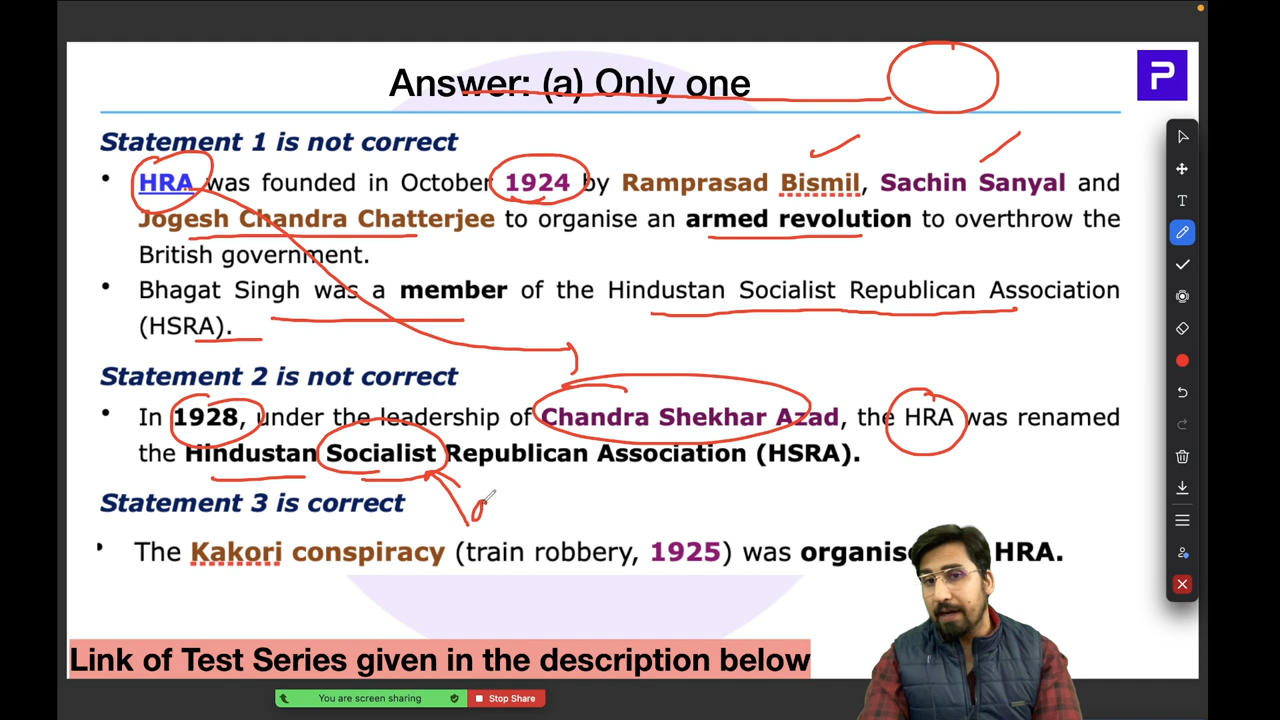 Answer: (a) Only one
P
Statement 1 is not correct
• HRA was founded in October 1924 by Ramprasad Bismil, Sachin Sanyal and
Jogesh Chandra Chatterjee to organise an armed revolution to overthrow the
British government.
• Bhagat Singh was a member of the Hindustan Socialist Republican Association
(HSRA).
Statement 2 is not correct
• In 1928, under the leadership of Chandra Shekhar Azad, the HRA was renamed
the Hindustan Socialist Republican Association (HSRA).
Statement 3 is correct
• The Kakori conspiracy (train robbery, 1925) was HRA.
Link of Test Series given in the description below
You are screen sharing
Stop Share